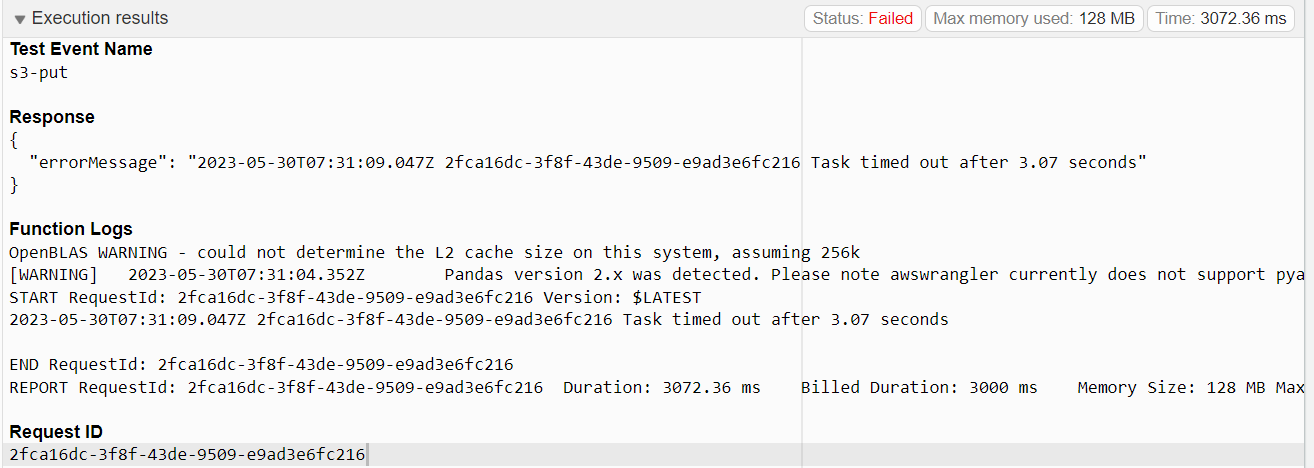 Execution results Status: Failed Max memory used: 128 MB Time: 3072.36 ms
Test Event Name
s3-put
Response
{
"errorMessage": "2023-05-30T07:31:09.047Z 2fca16dc-3f8f-43de-9509-e9ad3e6fc216 Task timed out after 3.07 seconds"
}
Function Logs
OpenBLAS WARNING - could not determine the L2 cache size on this system, assuming 256k
[WARNING] 2023-05-30T07:31:04.352Z Pandas version 2.x was detected. Please note awswrangler currently does not support pya
START RequestId: 2fca16dc-3f8f-43de-9509-e9ad3e6fc216 Version: $LATEST
2023-05-30T07:31:09.047Z 2fca16dc-3f8f-43de-9509-e9ad3e6fc216 Task timed out after 3.07 seconds
END RequestId: 2fca16dc-3f8f-43de-9509-e9ad3e6fc216
REPORT RequestId: 2fca16dc-3f8f-43de-9509-e9ad3e6fc216 Duration: 3072.36 ms Billed Duration: 3000 ms Memory Size: 128 MB Max
Request ID
2fca16dc-3f8f-43de-9509-e9ad3e6fc216